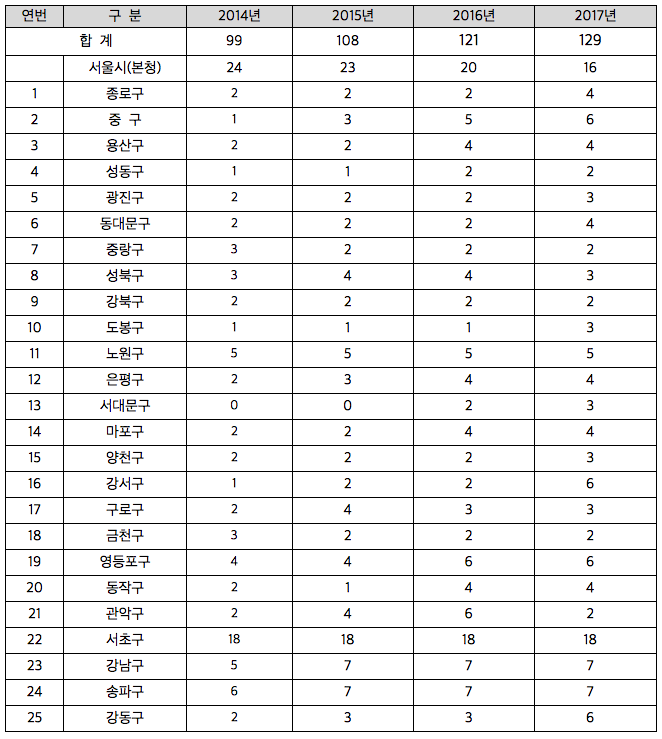 연번 구 분 2014년 2015년 2016년 2017년
합 계 99 108 121 129
서울시(본청) 24 23 20 16
1 종로구 2 2 2 4
2 중 구 1 3 5 6
3 용산구 2 2 4 4
4 성동구 1 1 2 2
5 광진구 2 2 2 3
6 동대문구 2 2 2 4
7 중랑구 3 2 2 2
8 성북구 3 4 4 3
9 강북구 2 2 2 2
10 도봉구 1 1 1 3
11 노원구 5 5 5 5
12 은평구 2 3 4 4
13 서대문구 0 0 2 3
14 마포구 2 2 4 4
15 양천구 2 2 2 3
16 강서구 1 2 2 6
17 구로구 2 4 3 3
18 금천구 3 2 2 2
19 영등포구 4 4 6 6
20 동작구 2 1 4 4
21 관악구 2 4 6 2
22 서초구 18 18 18 18
23 강남구 5 7 7 7
24 송파구 6 7 7 7
25 강동구 2 3 3 6